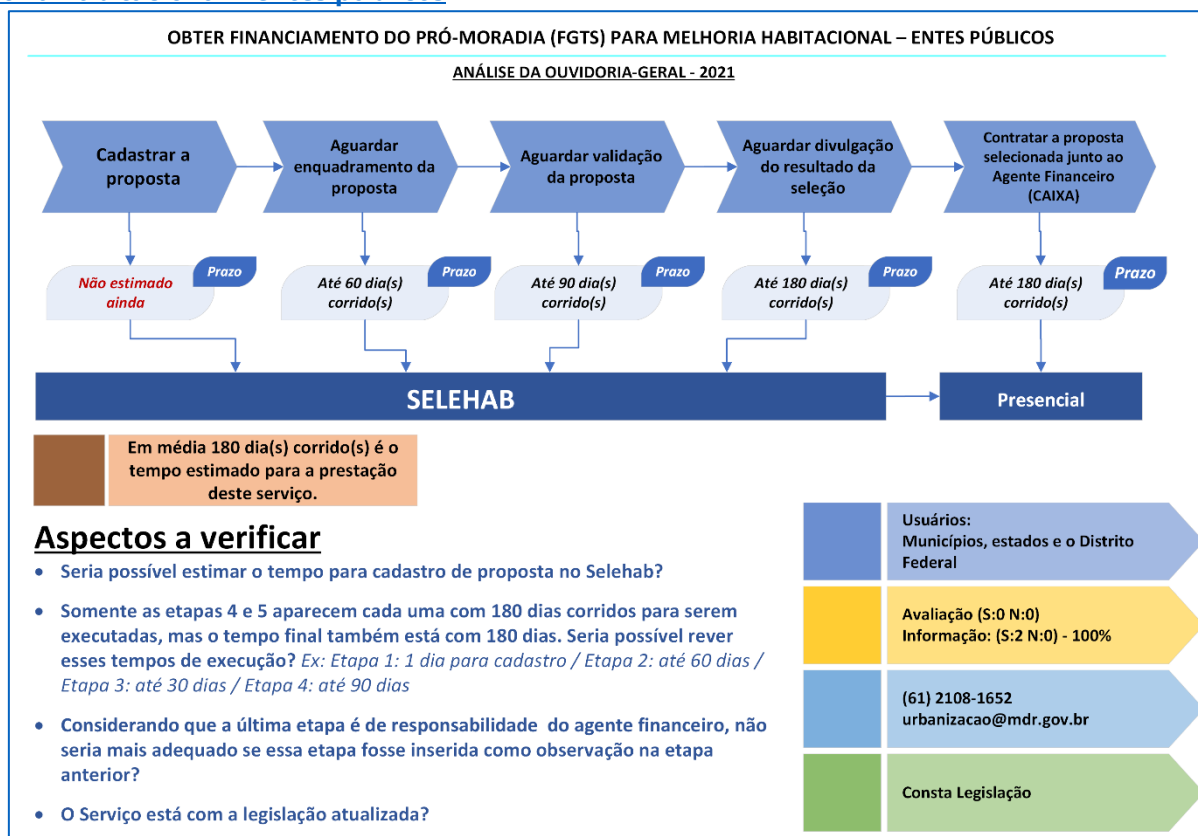 OBTER FINANCIAMENTO DO PRÓ-MORADIA (FGTS) PARA MELHORIA HABITACIONAL – ENTES PÚBLICOS
ANÁLISE DA OUVIDORIA-GERAL - 2021
Cadastrar a
proposta
Aguardar
enquadramento da
proposta
Aguardar validação
da proposta
Aguardar divulgação
do resultado da
seleção
Contratar a proposta
selecionada junto ao
Agente Financeiro
(CAIXA)
Não estimado
ainda
Prazo
Até 60 dia(s)
corrido(s)
Prazo
Até 90 dia(s)
corrido(s)
Prazo
Até 180 dia(s)
corrido(s)
Prazo
Até 180 dia(s)
corrido(s)
Prazo
SELEHAB
Presencial
Em média 180 dia(s) corrido(s) é o
tempo estimado para a prestação
deste serviço.
Aspectos a verificar
• Seria possível estimar o tempo para cadastro de proposta no Selehab?
• Somente as etapas 4 e 5 aparecem cada uma com 180 dias corridos para serem
executadas, mas o tempo final também está com 180 dias. Seria possível rever
esses tempos de execução? Ex: Etapa 1: 1 dia para cadastro / Etapa 2: até 60 dias /
Etapa 3: até 30 dias / Etapa 4: até 90 dias
• Considerando que a última etapa é de responsabilidade do agente financeiro, não
seria mais adequado se essa etapa fosse inserida como observação na etapa
anterior?
• O Serviço está com a legislação atualizada?
Usuários:
Municípios, estados e o Distrito
Federal
Avaliação (S:0 N:0)
Informação: (S:2 N:0) - 100%
(61) 2108-1652
urbanizacao@mdr.gov.br
Consta Legislação